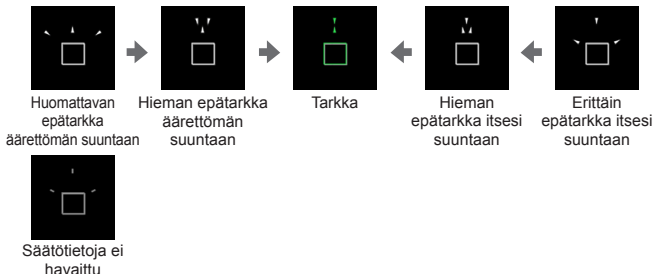 Huomattavan
epätarkka
äärettömän suuntaan
Hieman epätarkka
äärettömän
suuntaan
Tarkka
Hieman
epätarkka itsesi
suuntaan
Erittäin
epätarkka itsesi
suuntaan
Säätötietoja ei
havaittu